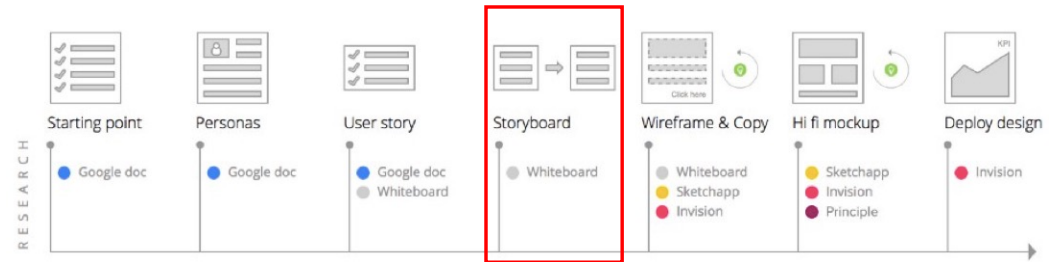 KPI
Click here
Starting point
Personas
User story
Storyboard
Wireframe & Copy
Hi fi mockup
Deploy design
RESEARCH
Google doc
Google doc
Google doc
Whiteboard
Whiteboard
Whiteboard
Sketchapp
Invision
Sketchapp
Invision
Principle
Invision